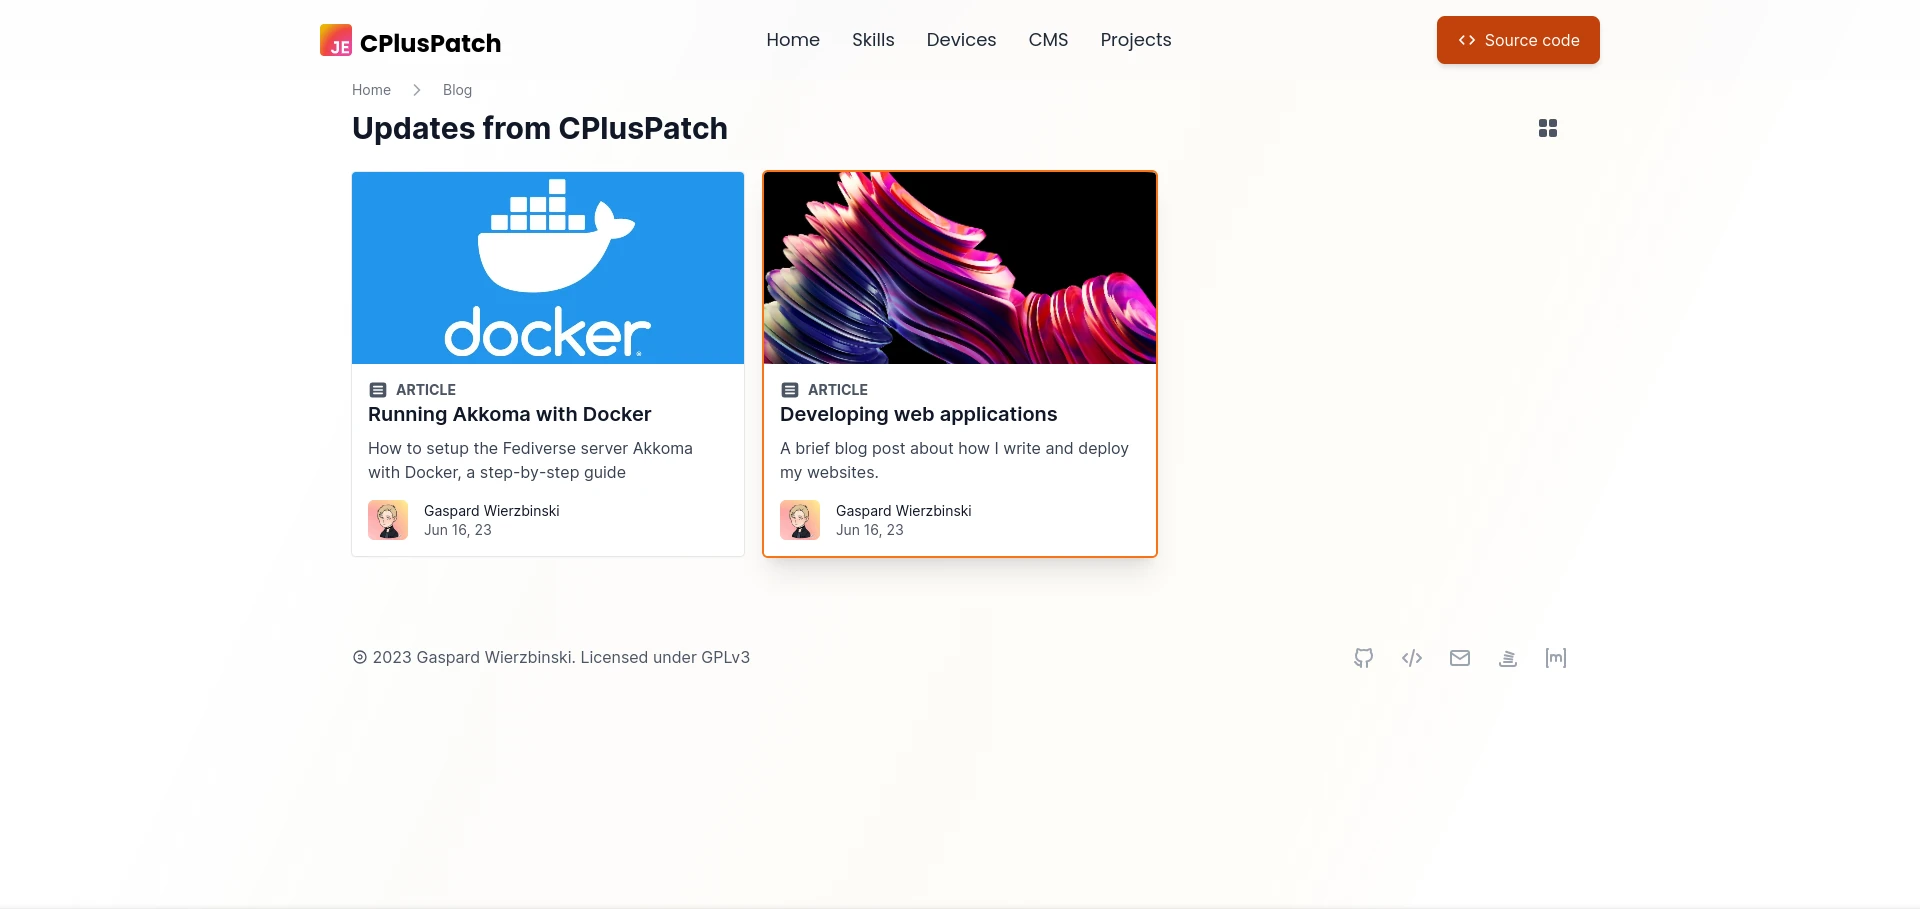 JE CPlusPatch
Home Skills Devices CMS Projects
Source code
Home Blog
Updates from CPlusPatch
docker
ARTICLE
Running Akkoma with Docker
How to setup the Fediverse server Akkoma
with Docker, a step-by-step guide
Gaspard Wierzbinski
Jun 16, 23
ARTICLE
Developing web applications
A brief blog post about how I write and deploy
my websites.
Gaspard Wierzbinski
Jun 16, 23
🄯 2023 Gaspard Wierzbinski. Licensed under GPLv3
[m]